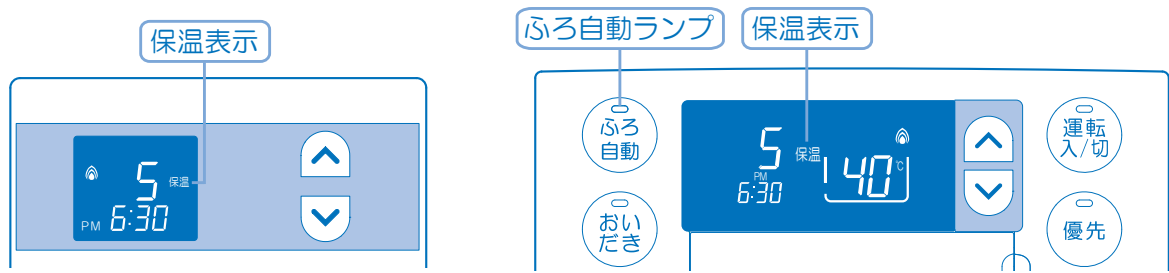 保温表示
5
保温
PM 6:30
ふろ自動ランプ
保温表示
ふろ
自動
5
保温
40℃
PM
6:30
運転
入/切
おい
だき
優先